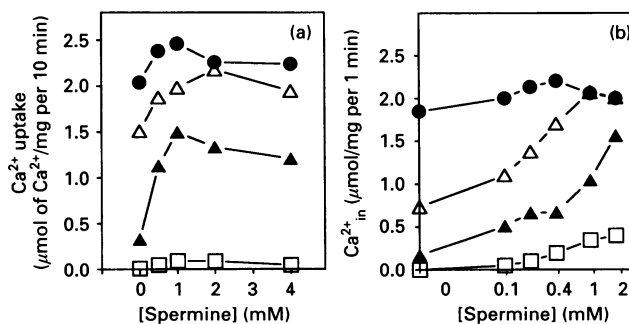 (a)
Ca²⁺ uptake
(μmol of Ca²⁺/mg per 10 min)
2.5
2.0
1.5
1.0
0.5
0.0
0 1 2 3 4
[Spermine] (mM)
(b)
Ca²⁺in (μmol/mg per 1 min)
2.5
2.0
1.5
1.0
0.5
0.0
0 0.1 0.4 1 2
[Spermine] (mM)